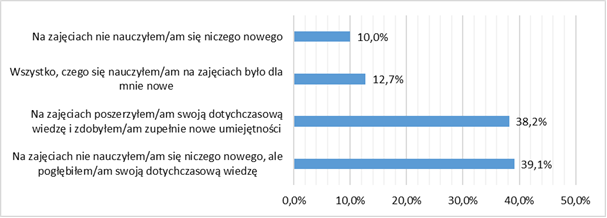 Na zajęciach nie nauczyłem/am się niczego nowego
10,0%
Wszystko, czego się nauczyłem/am na zajęciach było dla
mnie nowe
12,7%
Na zajęciach poszerzyłem/am swoją dotychczasową
wiedzę i zdobyłem/am zupełnie nowe umiejętności
38,2%
Na zajęciach nie nauczyłem/am się niczego nowego, ale
pogłębiłem/am swoją dotychczasową wiedzę
39,1%
0,0% 10,0% 20,0% 30,0% 40,0% 50,0%